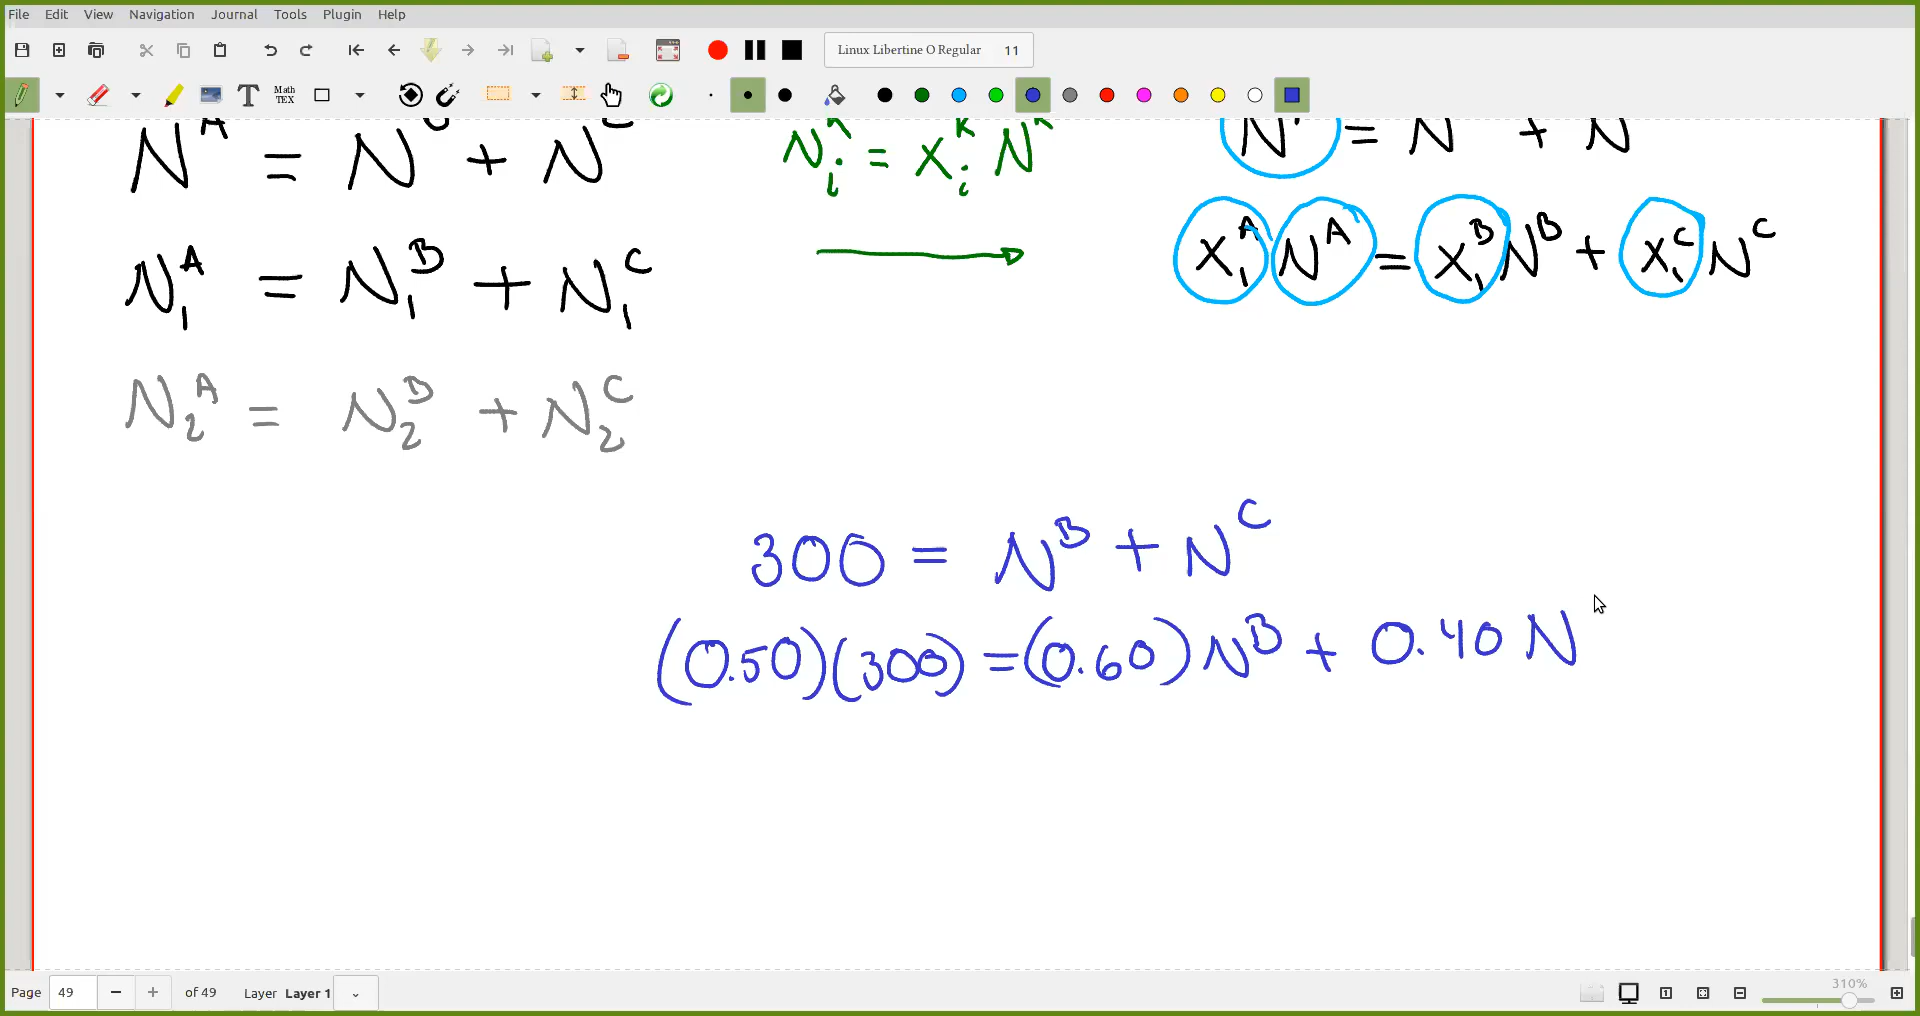 File Edit View Navigation Journal Tools Plugin Help
Linux Libertine O Regular 11
T Math TEX
N^A = N + N^C
N_i = x_i^k N^k
N = N + N
x_1^A N^A = x_1^B N^B + x_1^C N^C
N_1^A = N_1^B + N_1^C
N_2^A = N_2^B + N_2^C
300 = N^B + N^C
(0.50)(300) = (0.60) N^B + 0.40 N
Page 49 − + of 49 Layer Layer 1 310%